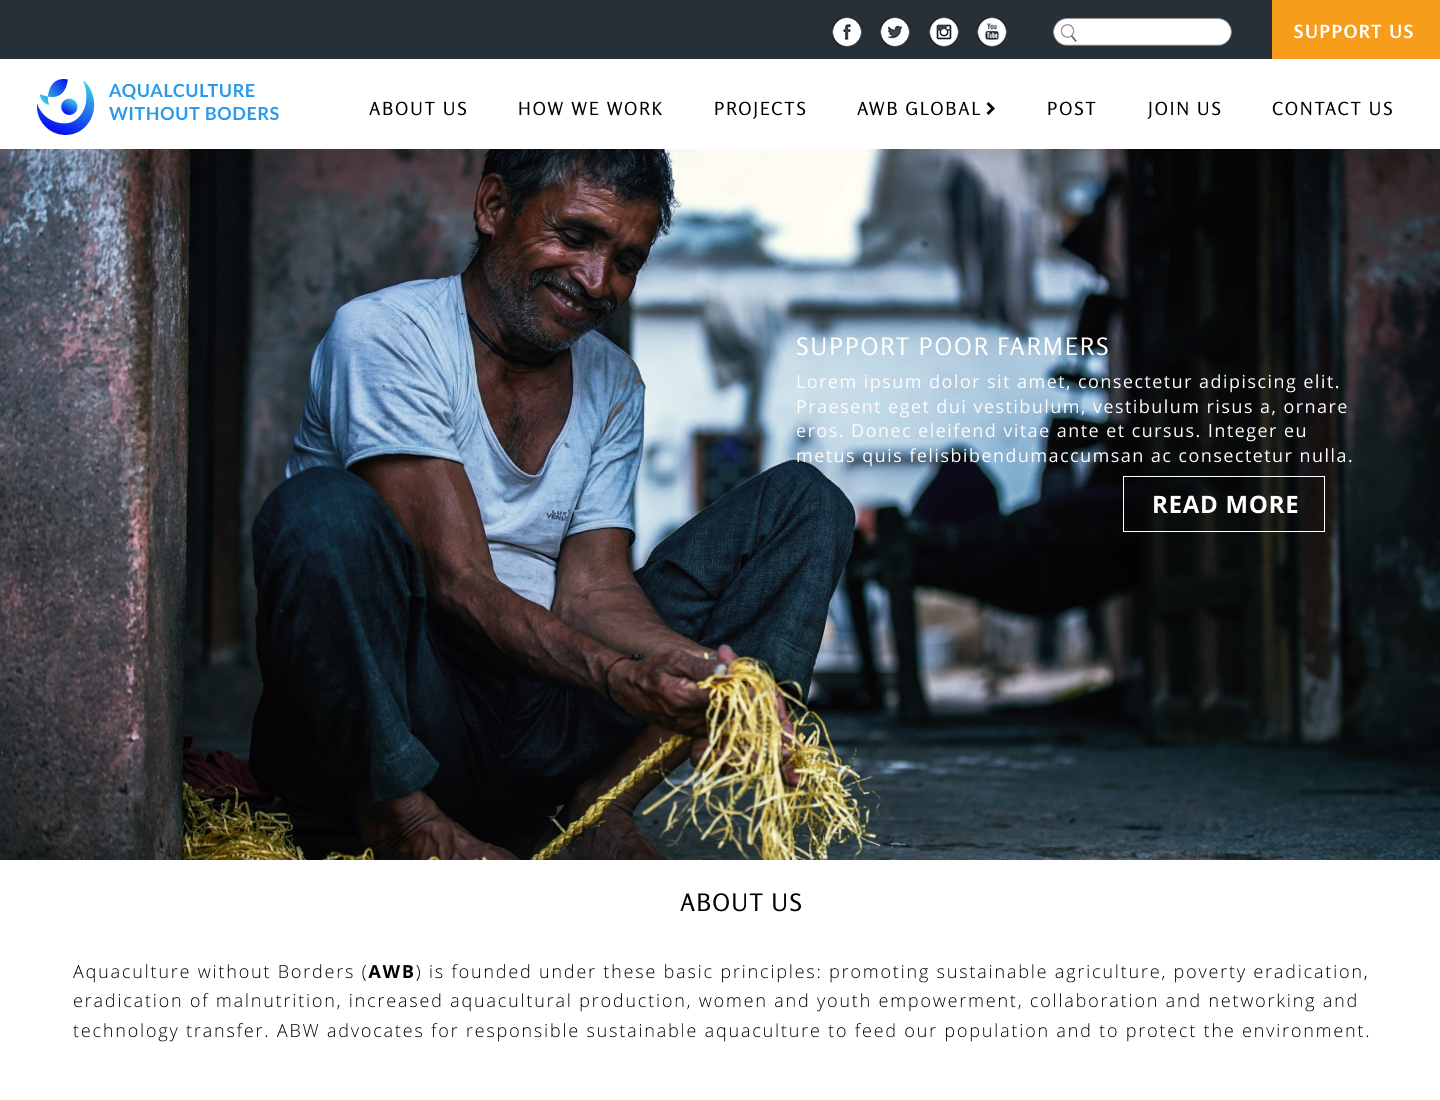 SUPPORT US
AQUALCULTURE
WITHOUT BODERS
ABOUT US
HOW WE WORK
PROJECTS
AWB GLOBAL
POST
JOIN US
CONTACT US
SUPPORT POOR FARMERS
Lorem ipsum dolor sit amet, consectetur adipiscing elit.
Praesent eget dui vestibulum, vestibulum risus a, ornare
eros. Donec eleifend vitae ante et cursus. Integer eu
metus quis felisbibendumaccumsan ac consectetur nulla.
READ MORE
ABOUT US
Aquaculture without Borders (AWB) is founded under these basic principles: promoting sustainable agriculture, poverty eradication,
eradication of malnutrition, increased aquacultural production, women and youth empowerment, collaboration and networking and
technology transfer. ABW advocates for responsible sustainable aquaculture to feed our population and to protect the environment.